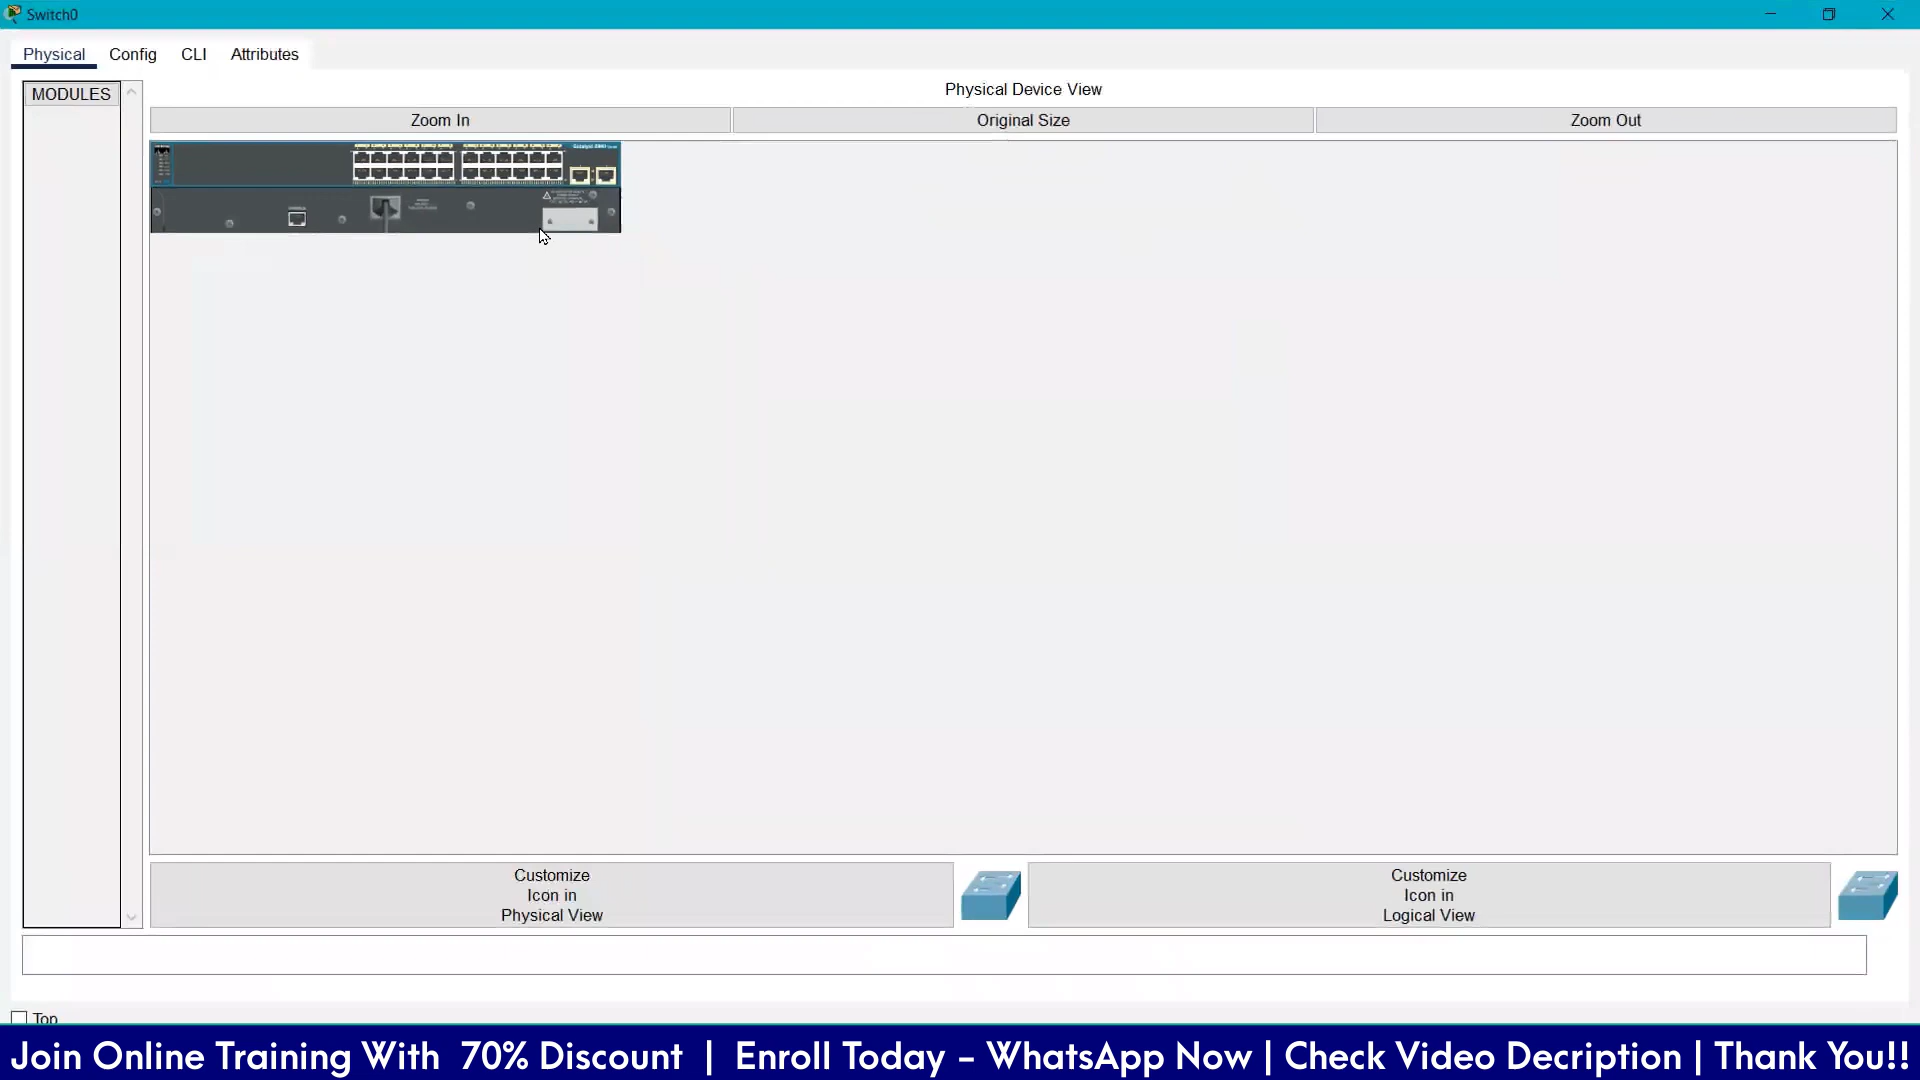 Switch0
Physical
Config
CLI
Attributes
MODULES
Physical Device View
Zoom In
Original Size
Zoom Out
Customize
Icon in
Physical View
Customize
Icon in
Logical View
Top
Join Online Training With 70% Discount | Enroll Today – WhatsApp Now | Check Video Decription | Thank You!!